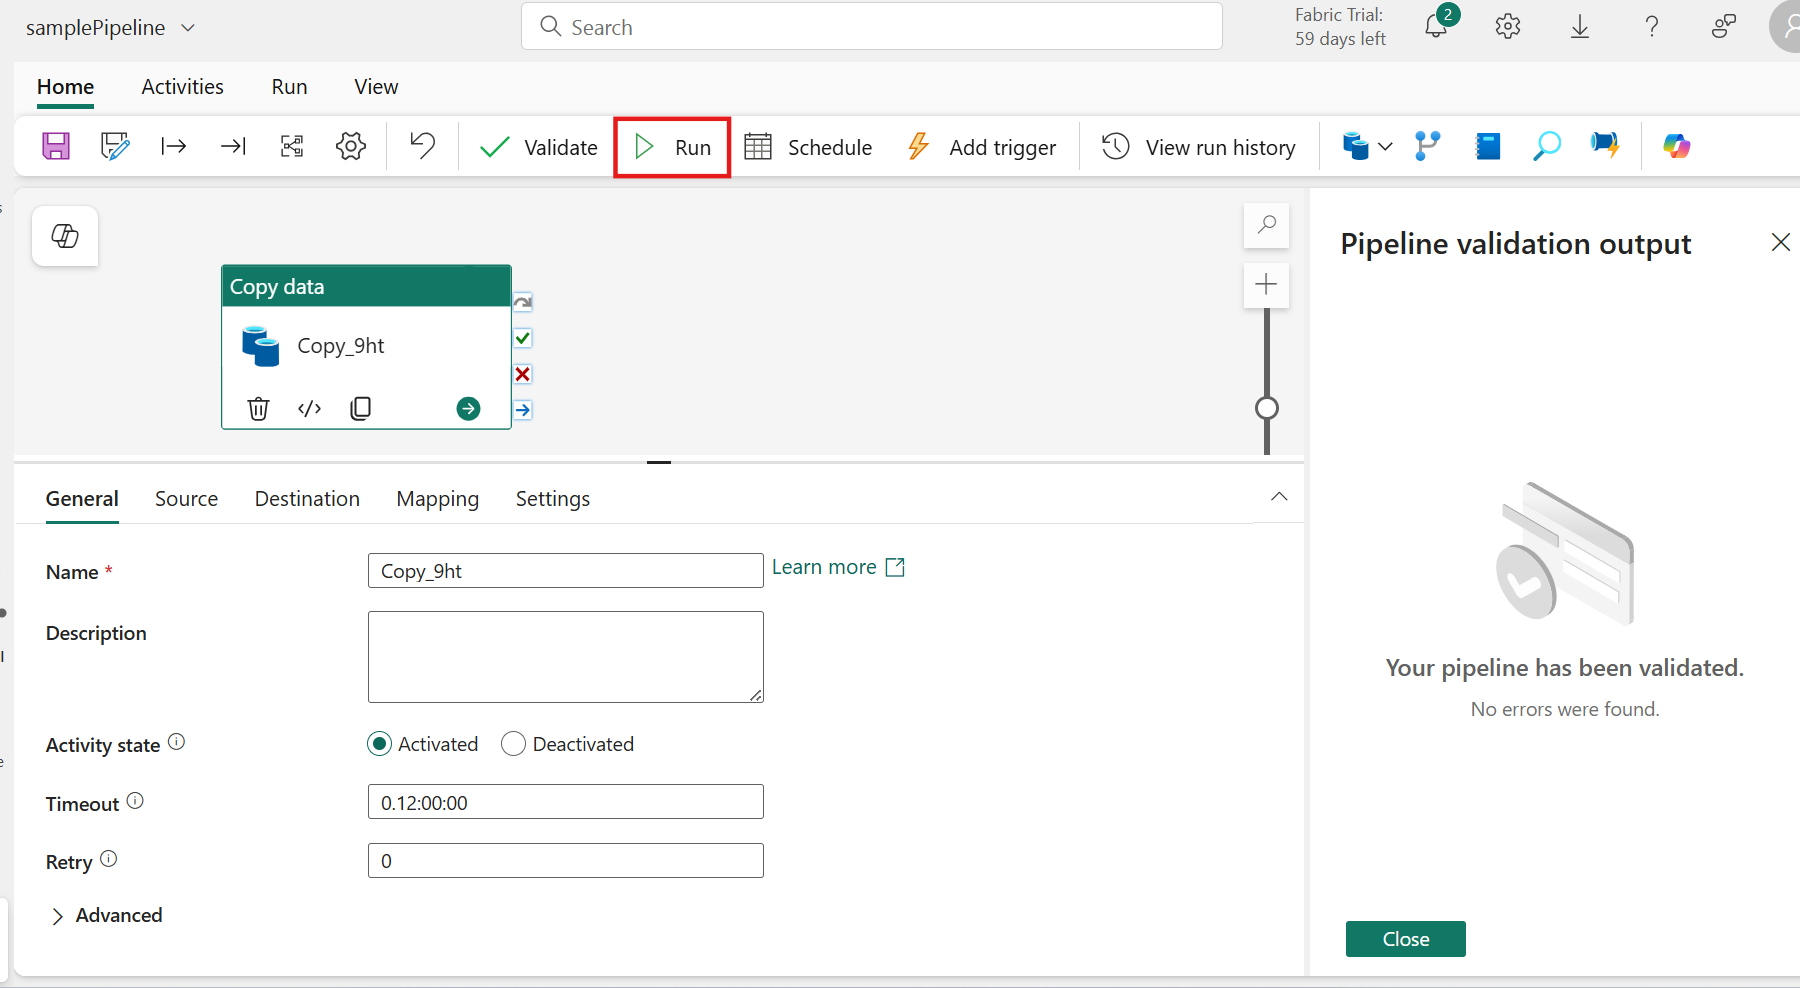 samplePipeline
Search
Fabric Trial:
59 days left
2
Home
Activities
Run
View
Validate
Run
Schedule
Add trigger
View run history
Copy data
Copy_9ht
Pipeline validation output
Your pipeline has been validated.
No errors were found.
Close
General
Source
Destination
Mapping
Settings
Name *
Copy_9ht
Learn more
Description
Activity state
Activated
Deactivated
Timeout
0.12:00:00
Retry
0
Advanced